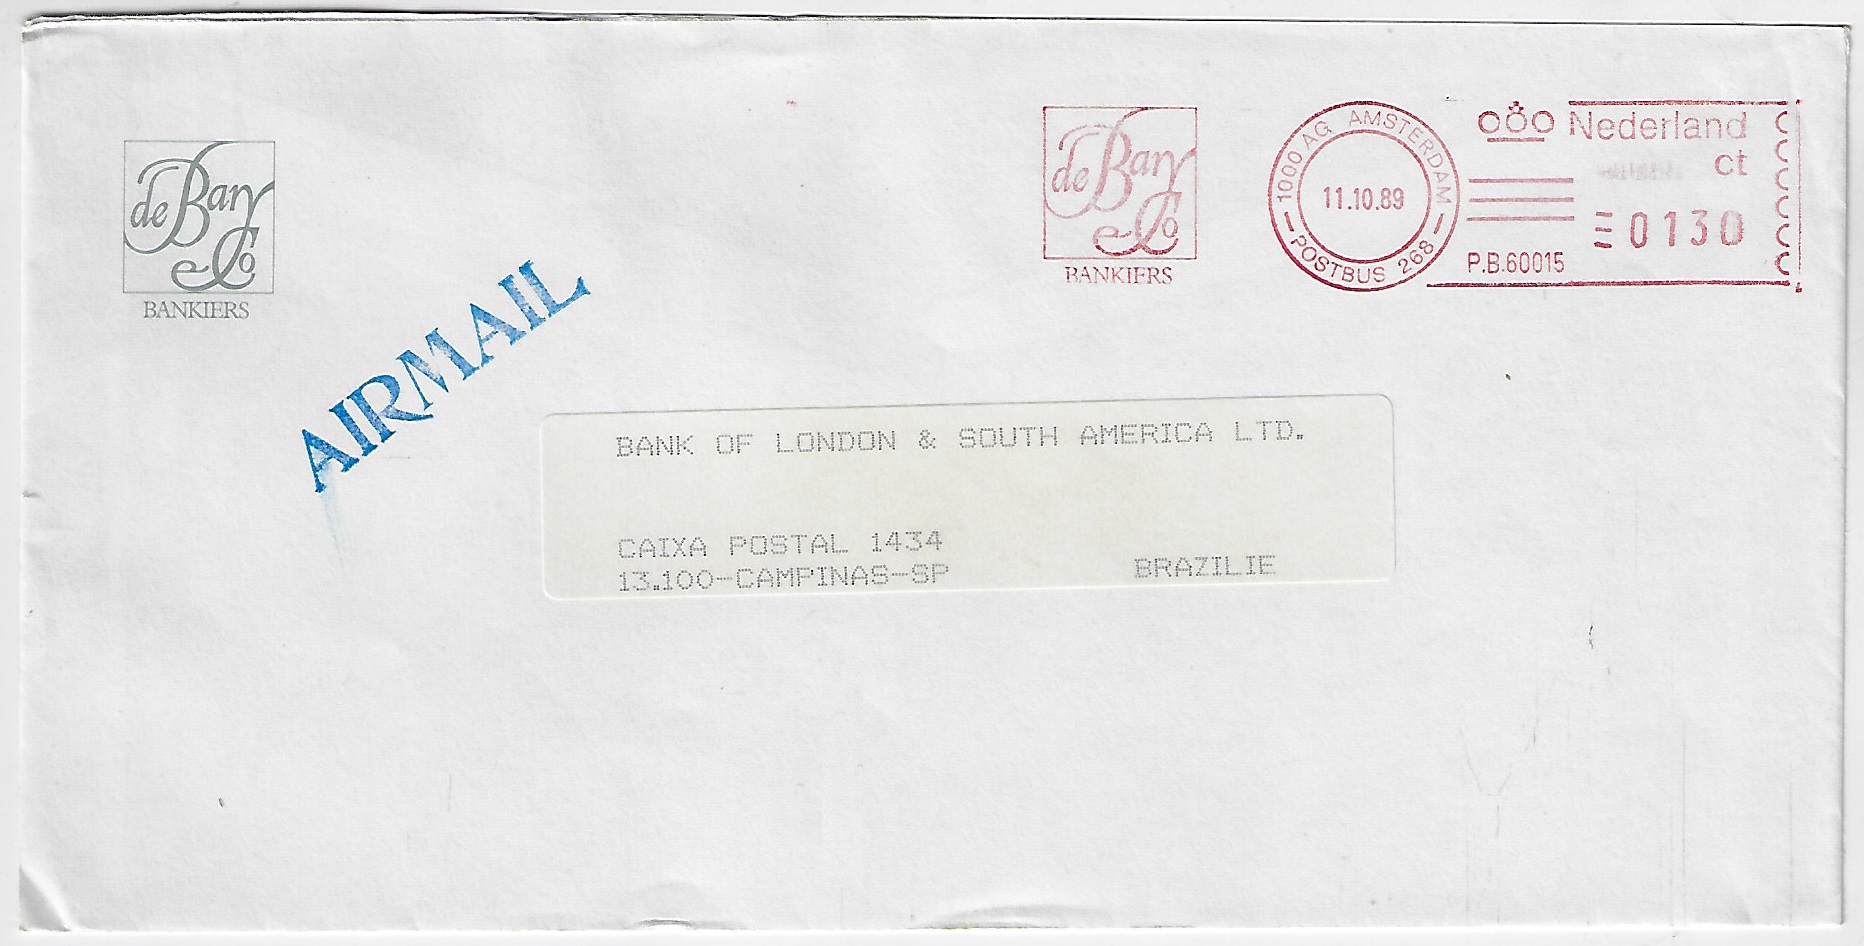 de Bary
& Co
BANKIERS
AIRMAIL
de Bary
& Co
BANKIERS
1000 AG AMSTERDAM
11.10.89
POSTBUS 268
Nederland
ct
0130
P.B.60015
BANK OF LONDON & SOUTH AMERICA LTD.
CAIXA POSTAL 1434
13.100-CAMPINAS-SP BRAZILIE